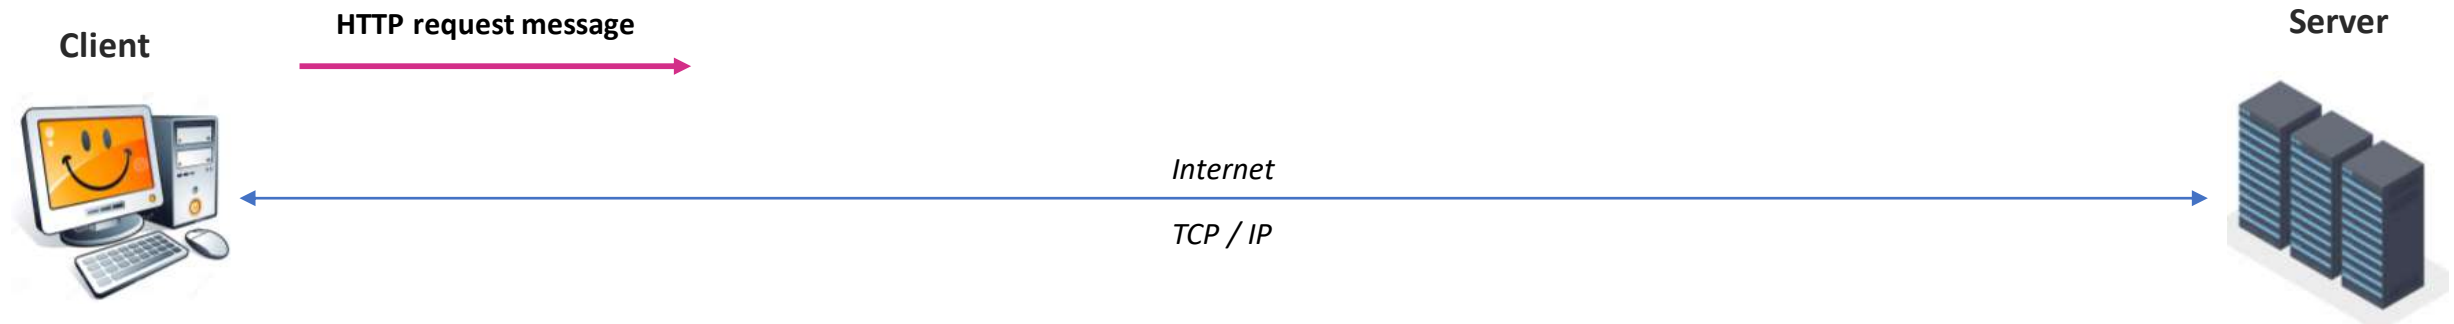 Client
HTTP request message
Server
Internet
TCP / IP